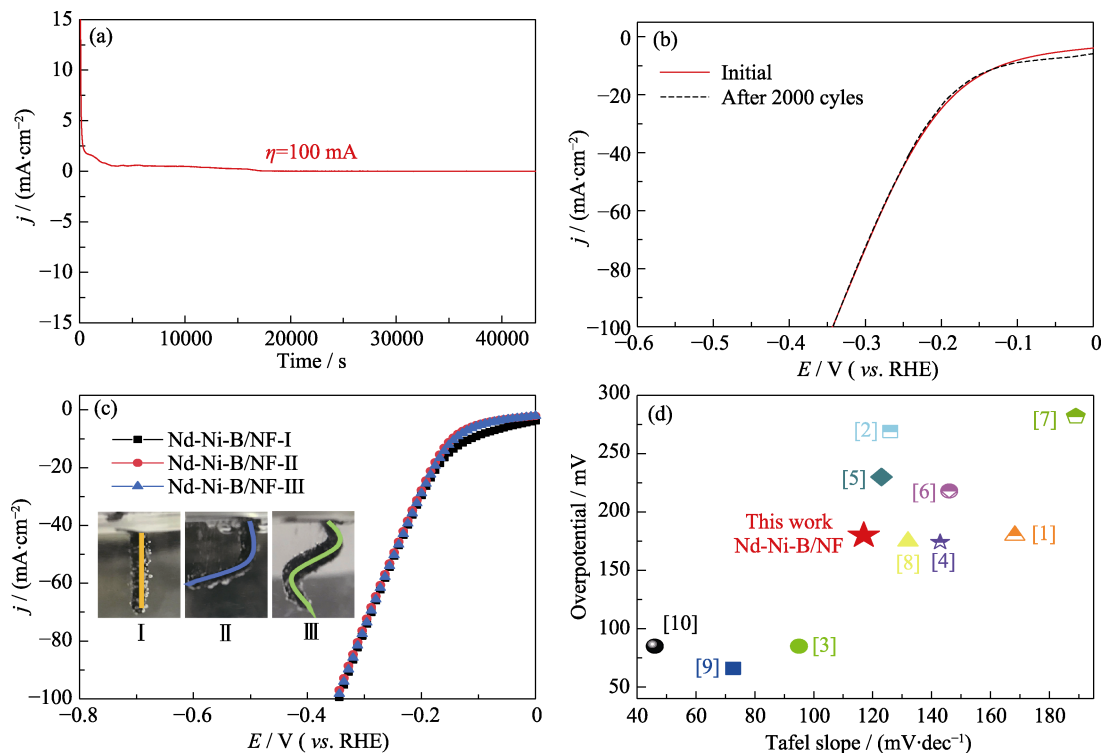 (a)
15
10
5
0
−5
−10
−15
j / (mA·cm⁻²)
η=100 mA
0 10000 20000 30000 40000
Time / s
(b)
0
−20
−40
−60
−80
−100
j / (mA·cm⁻²)
Initial
After 2000 cyles
−0.6 −0.5 −0.4 −0.3 −0.2 −0.1 0
E / V ( vs. RHE)
(c)
0
−20
−40
−60
−80
−100
j / (mA·cm⁻²)
Nd-Ni-B/NF-I
Nd-Ni-B/NF-II
Nd-Ni-B/NF-III
Ⅰ Ⅱ Ⅲ
−0.8 −0.6 −0.4 −0.2 0
E / V ( vs. RHE)
(d)
300
250
200
150
100
50
Overpotential / mV
[7]
[2]
[5]
[6]
This work
Nd-Ni-B/NF
[8]
[4]
[1]
[10]
[9]
[3]
40 60 80 100 120 140 160 180
Tafel slope / (mV·dec⁻¹)